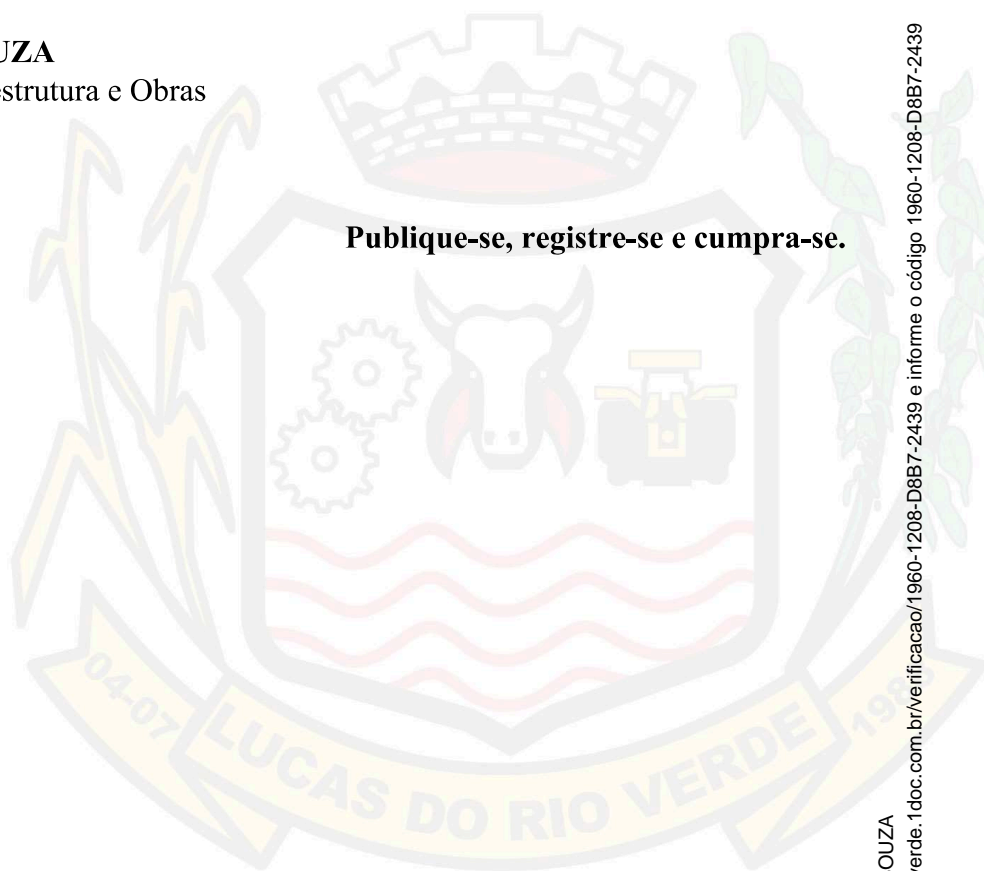 UZA
estrutura e Obras
Publique-se, registre-se e cumpra-se.
04-07
LUCAS DO RIO VERDE
1988
OUZA
verde.1doc.com.br/verificacao/1960-1208-D8B7-2439 e informe o código 1960-1208-D8B7-2439